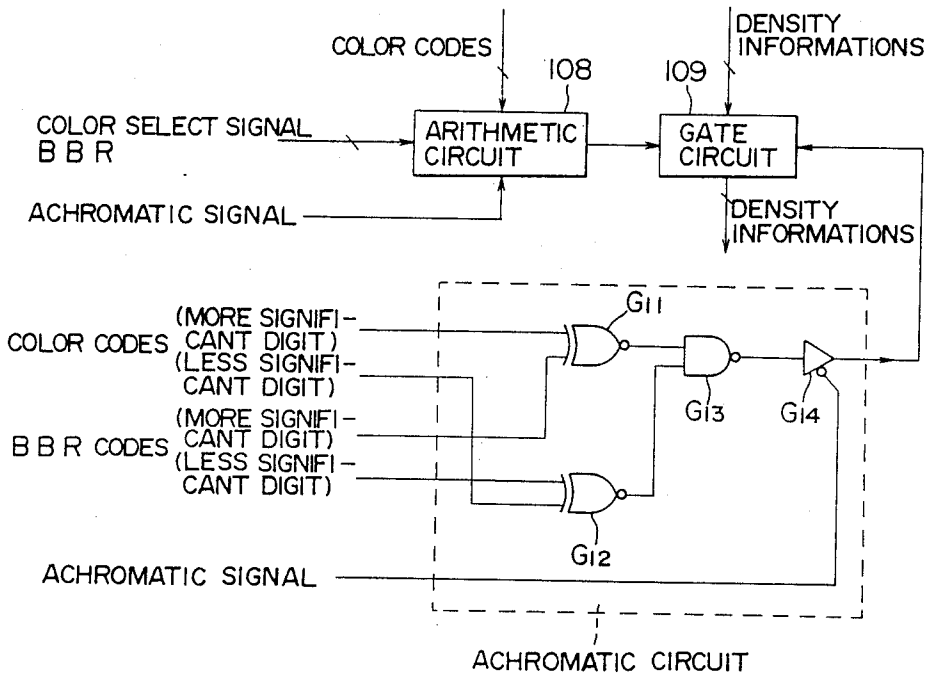 COLOR CODES
DENSITY
INFORMATIONS
108
109
COLOR SELECT SIGNAL
B B R
ARITHMETIC
CIRCUIT
GATE
CIRCUIT
ACHROMATIC SIGNAL
DENSITY
INFORMATIONS
COLOR CODES
(MORE SIGNIFI-
CANT DIGIT)
(LESS SIGNIFI-
CANT DIGIT)
B B R CODES
(MORE SIGNIFI-
CANT DIGIT)
(LESS SIGNIFI-
CANT DIGIT)
G11
G13
G14
G12
ACHROMATIC SIGNAL
ACHROMATIC CIRCUIT